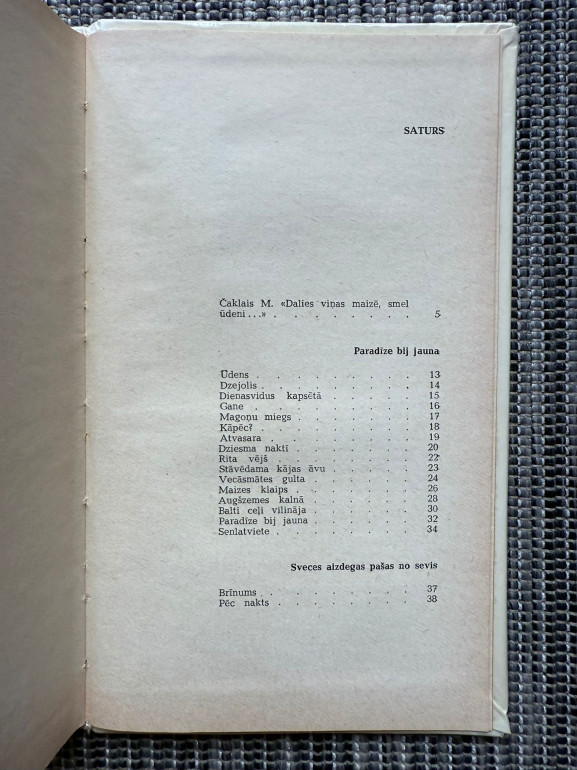 SATURS
Čaklais M. «Dalies viņas maizē, smel
ūdeni . . .» . . . . . . . . 5
Paradīze bij jauna
Ūdens . . . . . . . . . 13
Dzejolis . . . . . . . . . 14
Dienasvidus kapsētā . . . . . 15
Gane . . . . . . . . . 16
Magoņu miegs . . . . . . 17
Kāpēc? . . . . . . . . . 18
Atvasara . . . . . . . . 19
Dziesma naktī . . . . . . 20
Rita vējš . . . . . . . . 22
Stāvēdama kājas āvu . . . . 23
Vecāsmātes gulta . . . . . 24
Maizes klaips . . . . . . 26
Augšzemes kalnā . . . . . 28
Balti ceļi vilināja . . . . . 30
Paradīze bij jauna . . . . . 32
Senlatviete . . . . . . . 34
Sveces aizdegas pašas no sevis
Brīnums . . . . . . . . 37
Pēc nakts . . . . . . . 38